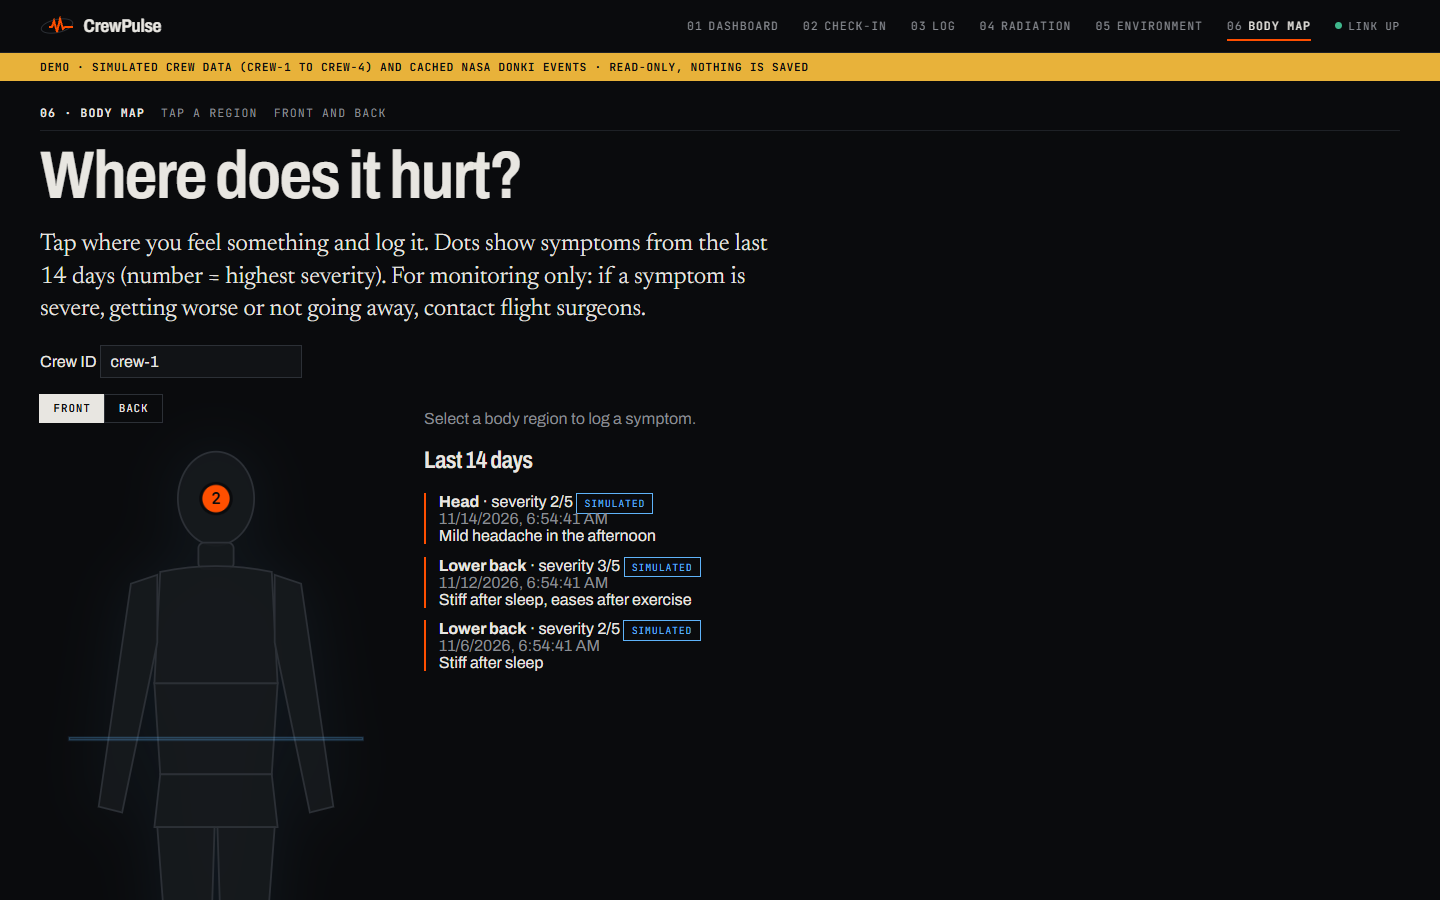 CrewPulse
01 DASHBOARD 02 CHECK-IN 03 LOG 04 RADIATION 05 ENVIRONMENT 06 BODY MAP LINK UP
DEMO · SIMULATED CREW DATA (CREW-1 TO CREW-4) AND CACHED NASA DONKI EVENTS · READ-ONLY, NOTHING IS SAVED
06 · BODY MAP TAP A REGION FRONT AND BACK
Where does it hurt?
Tap where you feel something and log it. Dots show symptoms from the last
14 days (number = highest severity). For monitoring only: if a symptom is
severe, getting worse or not going away, contact flight surgeons.
Crew ID crew-1
FRONT BACK
2
Select a body region to log a symptom.
Last 14 days
Head · severity 2/5 SIMULATED
11/14/2026, 6:54:41 AM
Mild headache in the afternoon
Lower back · severity 3/5 SIMULATED
11/12/2026, 6:54:41 AM
Stiff after sleep, eases after exercise
Lower back · severity 2/5 SIMULATED
11/6/2026, 6:54:41 AM
Stiff after sleep